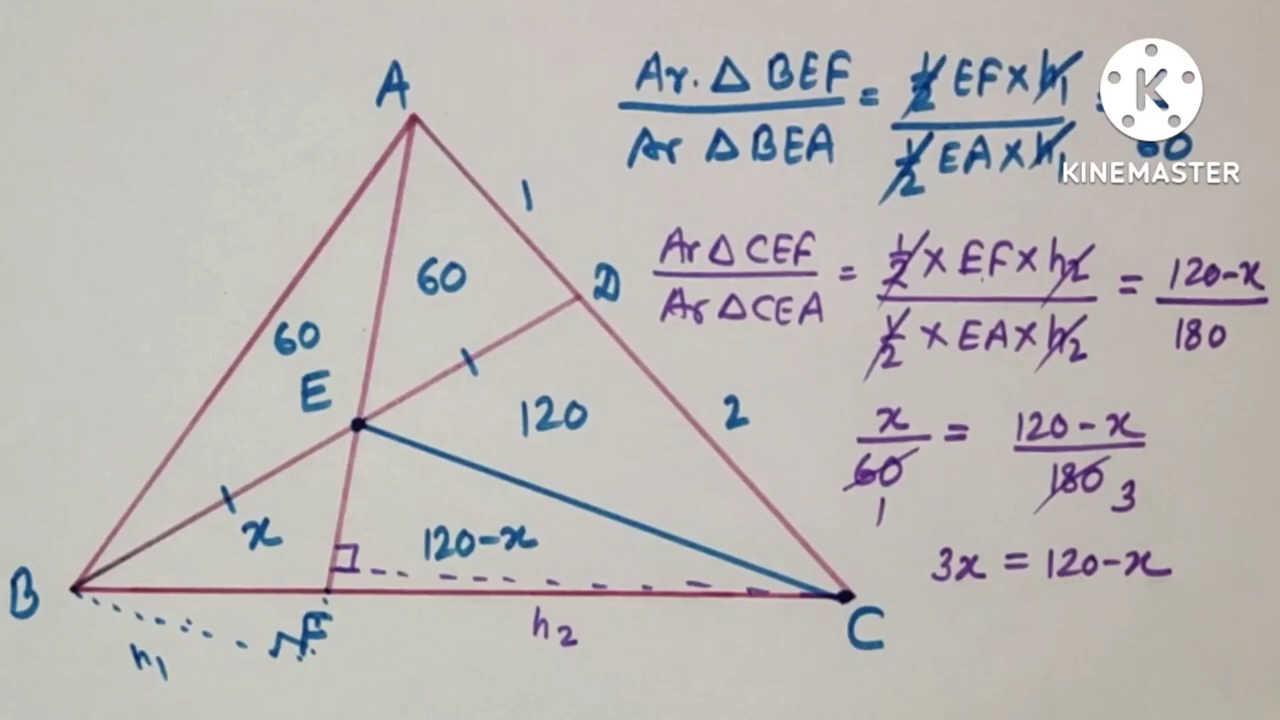 A
1
60
D
60
E
120
2
x
120-x
B
F
C
h₁
h₂
Ar. △ BEF / Ar △ BEA = ½ EF × h₁ / ½ EA × h₁ = / 60
K
KINEMASTER
Ar △ CEF / Ar △ CEA = ½ × EF × h₂ / ½ × EA × h₂ = 120-x / 180
x / 60 = 120-x / 180
1 3
3x = 120-x